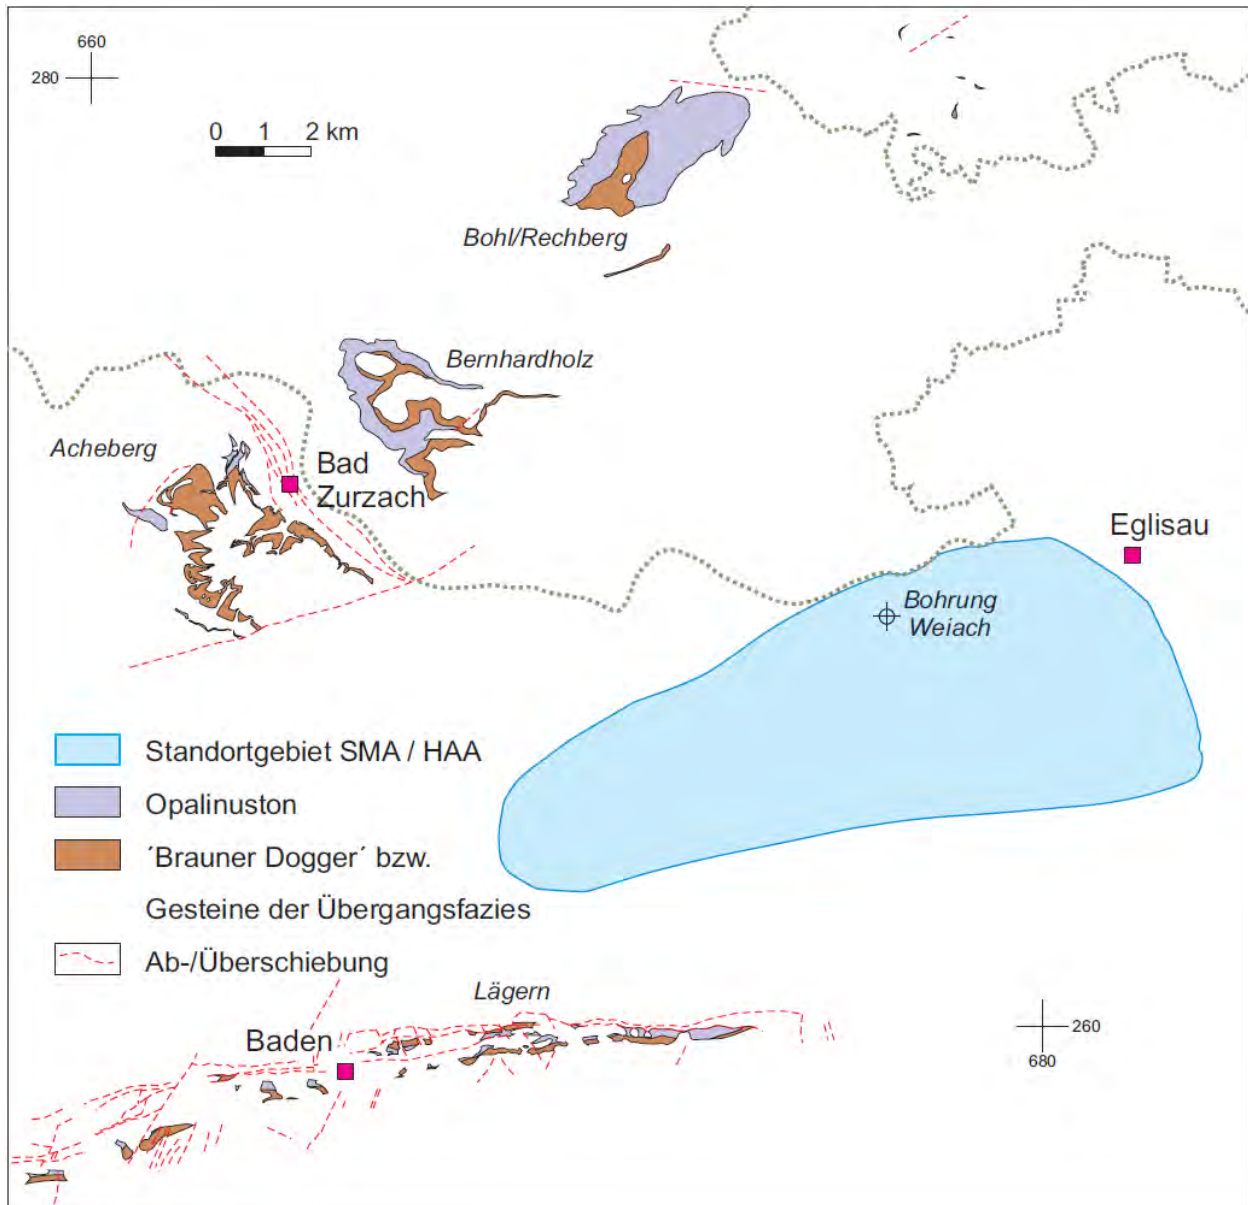 660
280
0 1 2 km
Bohl/Rechberg
Bernhardholz
Acheberg
Bad
Zurzach
Eglisau
Bohrung
Weiach
Standortgebiet SMA / HAA
Opalinuston
´Brauner Dogger´ bzw.
Gesteine der Übergangsfazies
Ab-/Überschiebung
Lägern
Baden
260
680